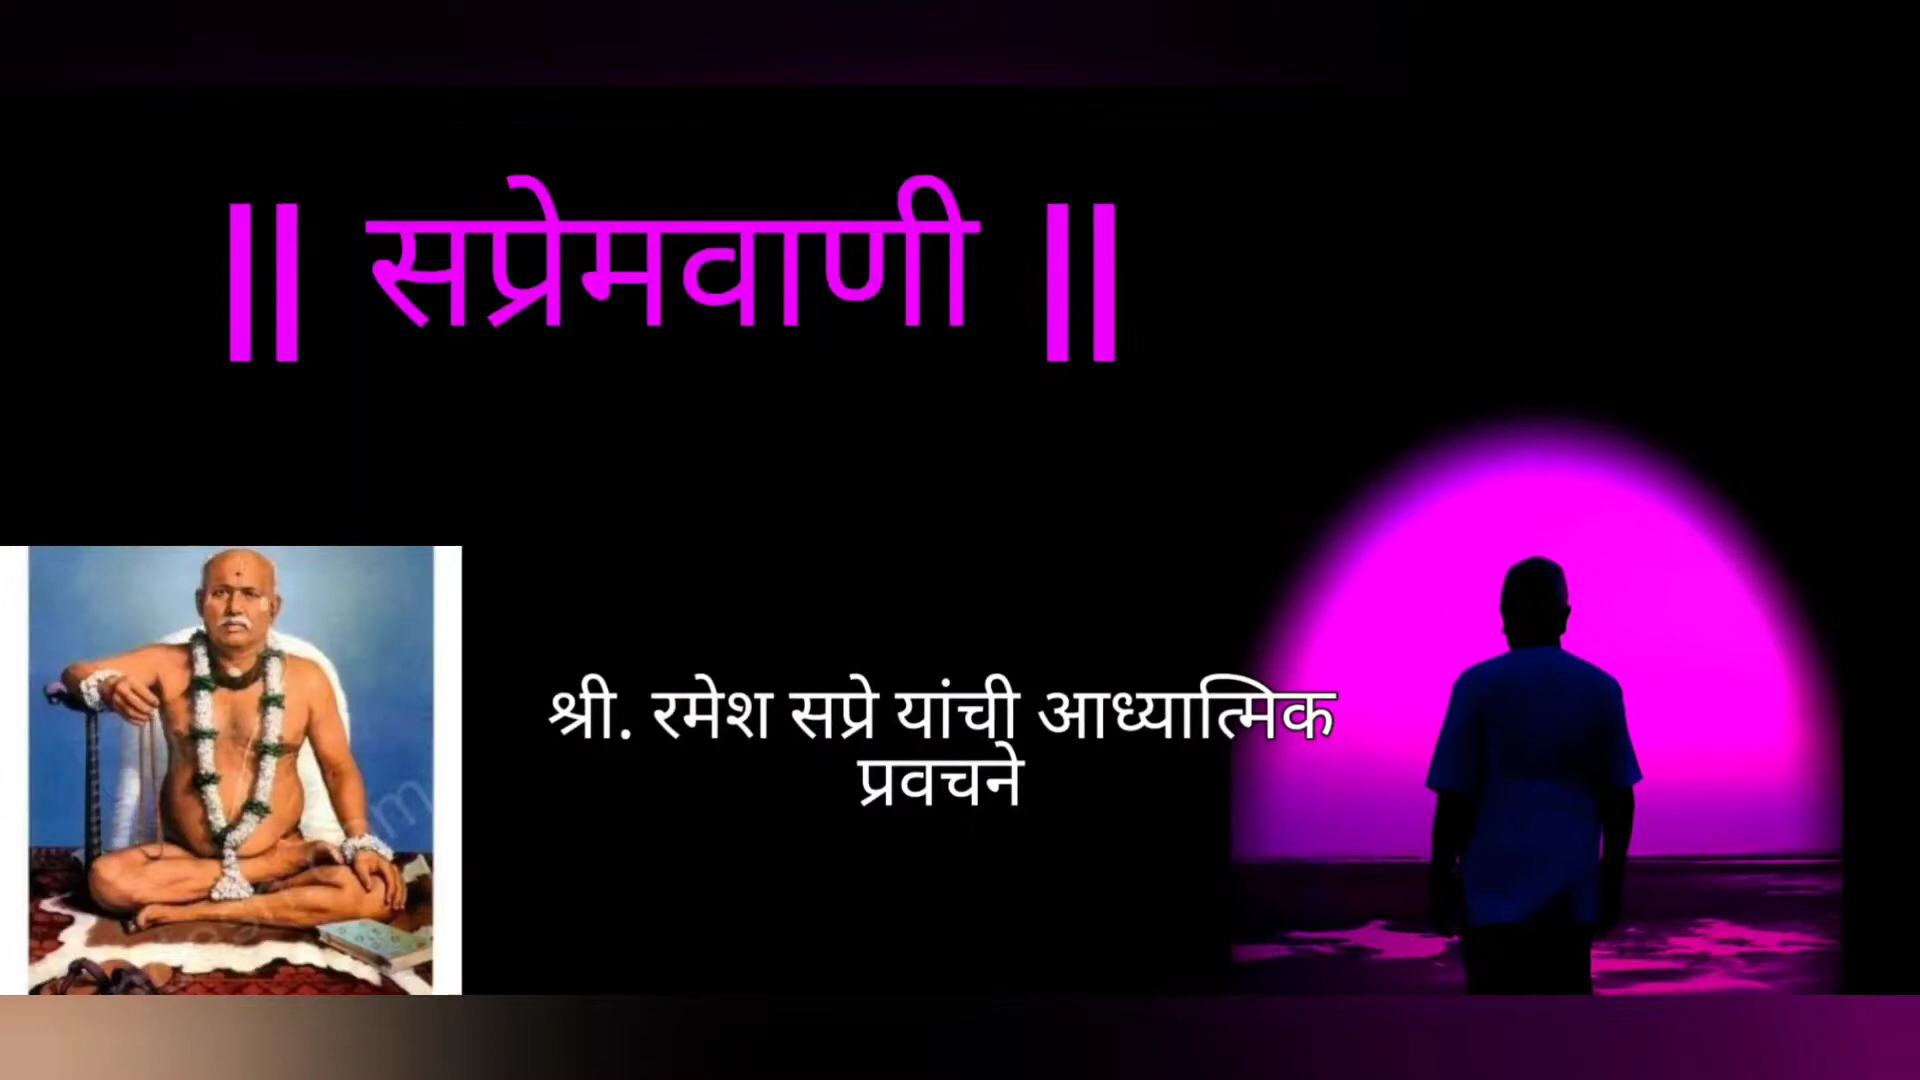 || सप्रेमवाणी ||
श्री. रमेश सप्रे यांची आध्यात्मिक
प्रवचने